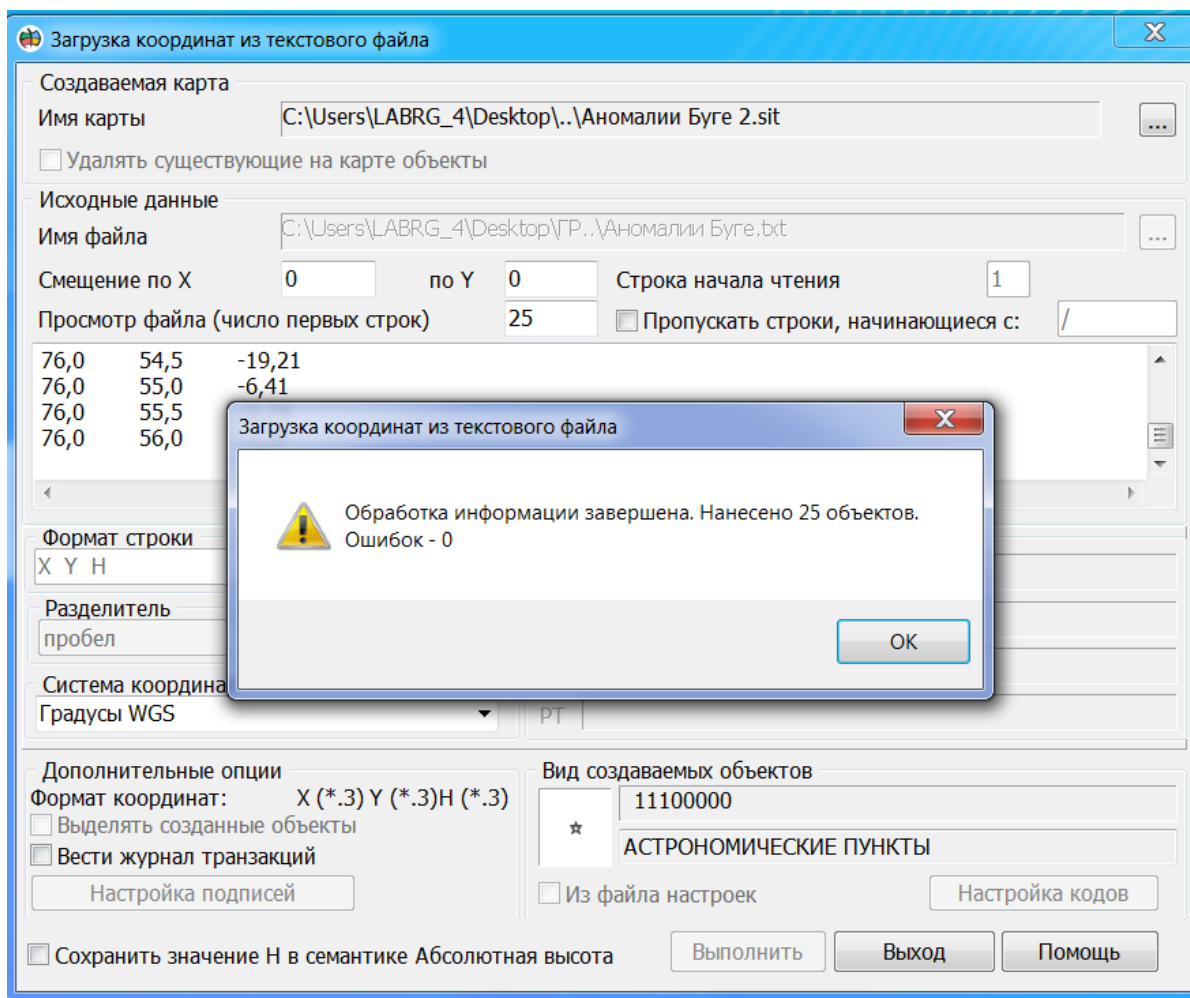 Загрузка координат из текстового файла
Создаваемая карта
Имя карты C:\Users\LABRG_4\Desktop\..\Аномалии Буге 2.sit ...
Удалять существующие на карте объекты
Исходные данные
Имя файла C:\Users\LABRG_4\Desktop\ГР..\Аномалии Буге.txt ...
Смещение по X 0 по Y 0 Строка начала чтения 1
Просмотр файла (число первых строк) 25 Пропускать строки, начинающиеся с: /
76,0 54,5 -19,21
76,0 55,0 -6,41
76,0 55,5
76,0 56,0
Загрузка координат из текстового файла
Обработка информации завершена. Нанесено 25 объектов.
Ошибок - 0
OK
Формат строки
X Y H
Разделитель
пробел
Система координа
Градусы WGS
РТ
Дополнительные опции
Формат координат: X (*.3) Y (*.3)H (*.3)
Выделять созданные объекты
Вести журнал транзакций
Настройка подписей
Вид создаваемых объектов
11100000
АСТРОНОМИЧЕСКИЕ ПУНКТЫ
Из файла настроек Настройка кодов
Сохранить значение H в семантике Абсолютная высота Выполнить Выход Помощь